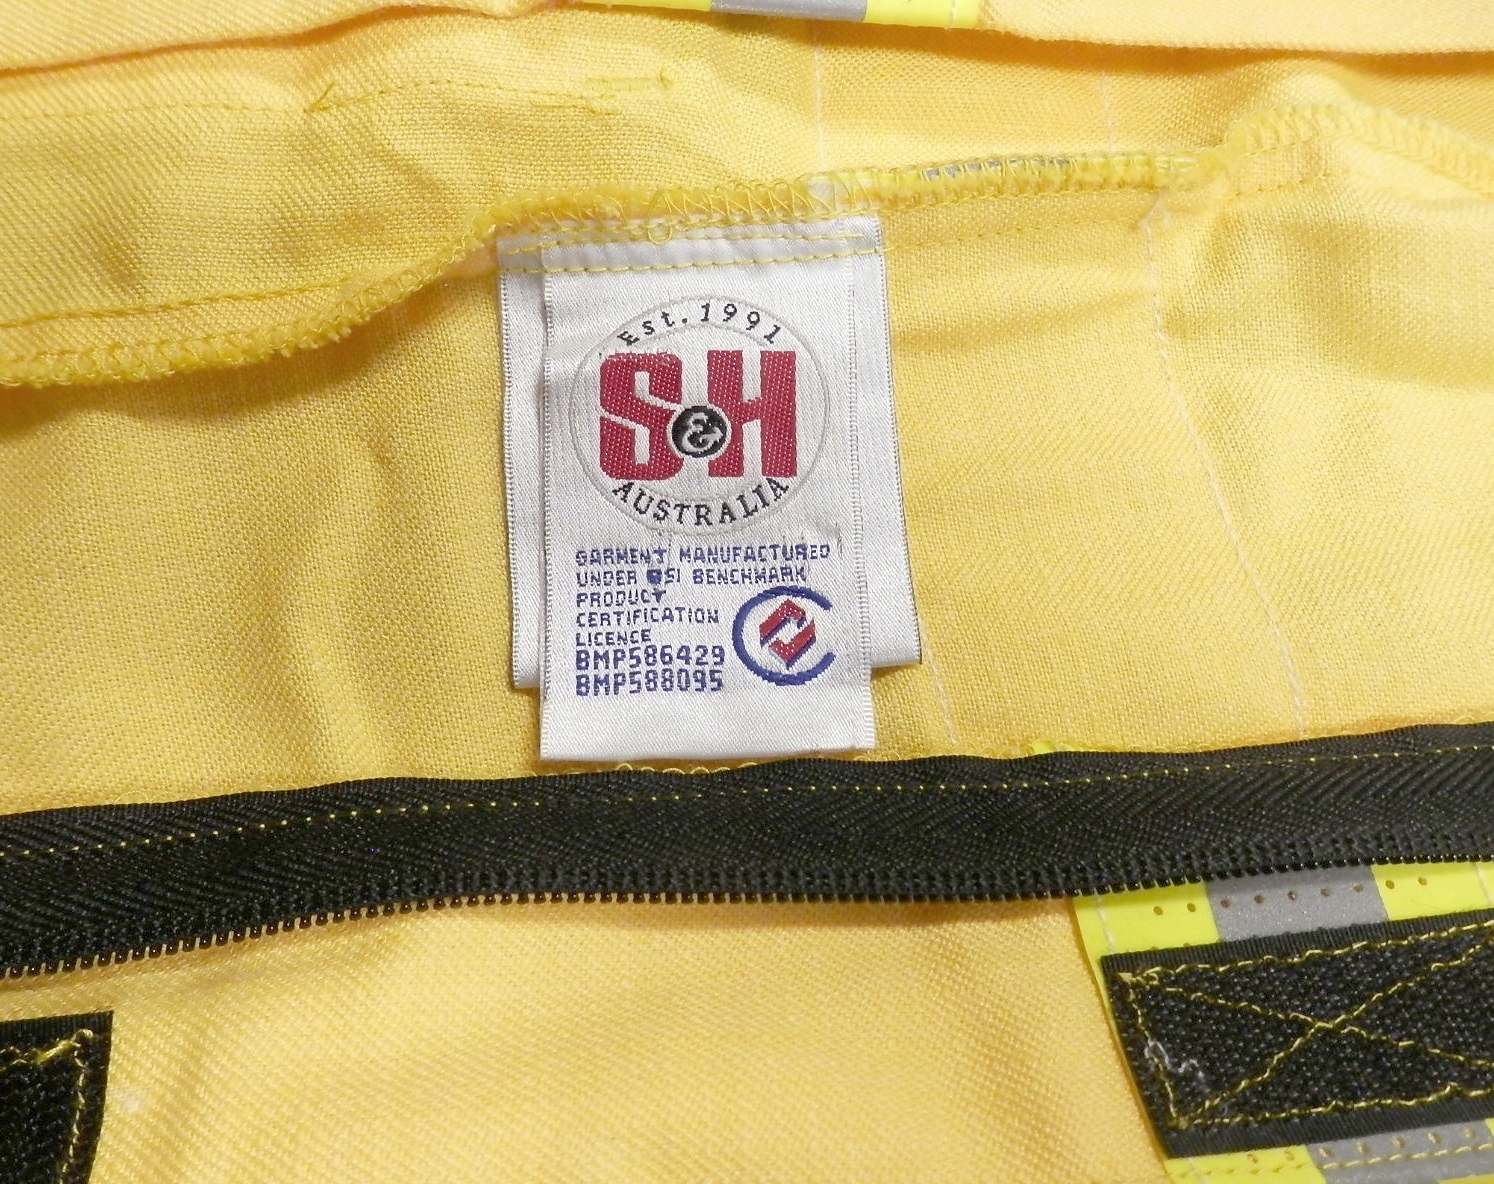 Est. 1991
S&H
AUSTRALIA
GARMENT MANUFACTURED
UNDER BSI BENCHMARK
PRODUCT
CERTIFICATION
LICENCE
BMP586429
BMP588095